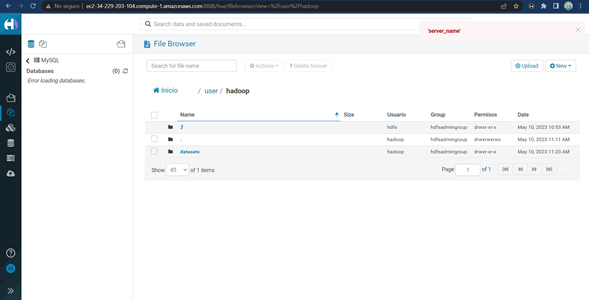 No seguro | ec2-34-229-203-104.compute-1.amazonaws.com:8888/hue/filebrowser/view=%2Fuser%2Fhadoop
Search data and saved documents...
'server_name'
MySQL
Databases (0)
Error loading databases.
File Browser
Search for file name
Actions
Delete forever
Upload
New
Inicio / user / hadoop
Name Size Usuario Group Permisos Date
hdfs hdfsadmingroup drwxr-xr-x May 10, 2023 10:53 AM
. hadoop hdfsadmingroup drwxrwxrwx May 10, 2023 11:11 AM
datasets hadoop hdfsadmingroup drwxr-xr-x May 10, 2023 11:23 AM
Show 45 of 1 items
Page 1 of 1